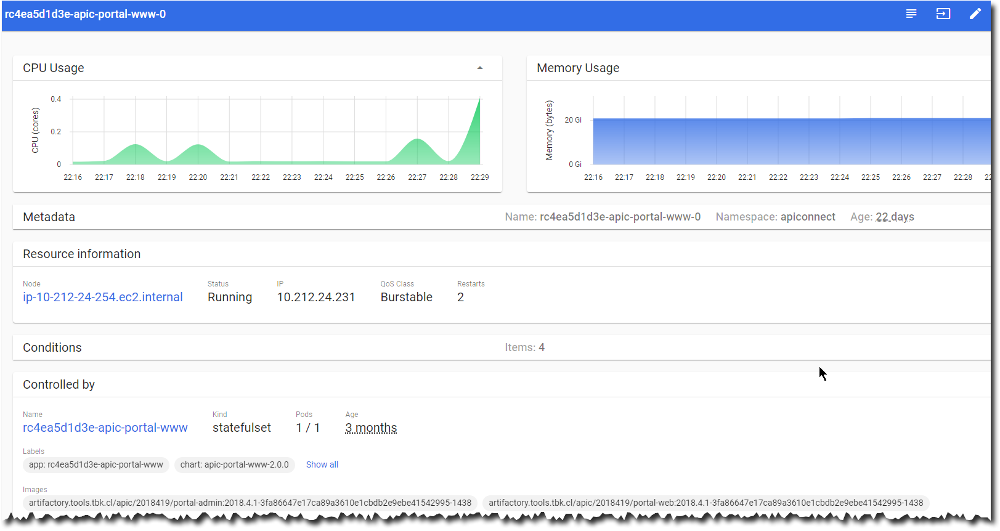 rc4ea5d1d3e-apic-portal-www-0
CPU Usage
CPU (cores)
0.4
0.2
0
22:16 22:17 22:18 22:19 22:20 22:21 22:22 22:23 22:24 22:25 22:26 22:27 22:28 22:29
Memory Usage
Memory (bytes)
20 Gi
0 Gi
22:16 22:17 22:18 22:19 22:20 22:21 22:22 22:23 22:24 22:25 22:26 22:27 22:28 22
Metadata Name: rc4ea5d1d3e-apic-portal-www-0 Namespace: apiconnect Age: 22 days
Resource information
Node Status IP QoS Class Restarts
ip-10-212-24-254.ec2.internal Running 10.212.24.231 Burstable 2
Conditions Items: 4
Controlled by
Name Kind Pods Age
rc4ea5d1d3e-apic-portal-www statefulset 1 / 1 3 months
Labels
app: rc4ea5d1d3e-apic-portal-www chart: apic-portal-www-2.0.0 Show all
Images
artifactory.tools.tbk.cl/apic/2018419/portal-admin:2018.4.1-3fa86647e17ca89a3610e1cbdb2e9ebe41542995-1438 artifactory.tools.tbk.cl/apic/2018419/portal-web:2018.4.1-3fa86647e17ca89a3610e1cbdb2e9ebe41542995-1438